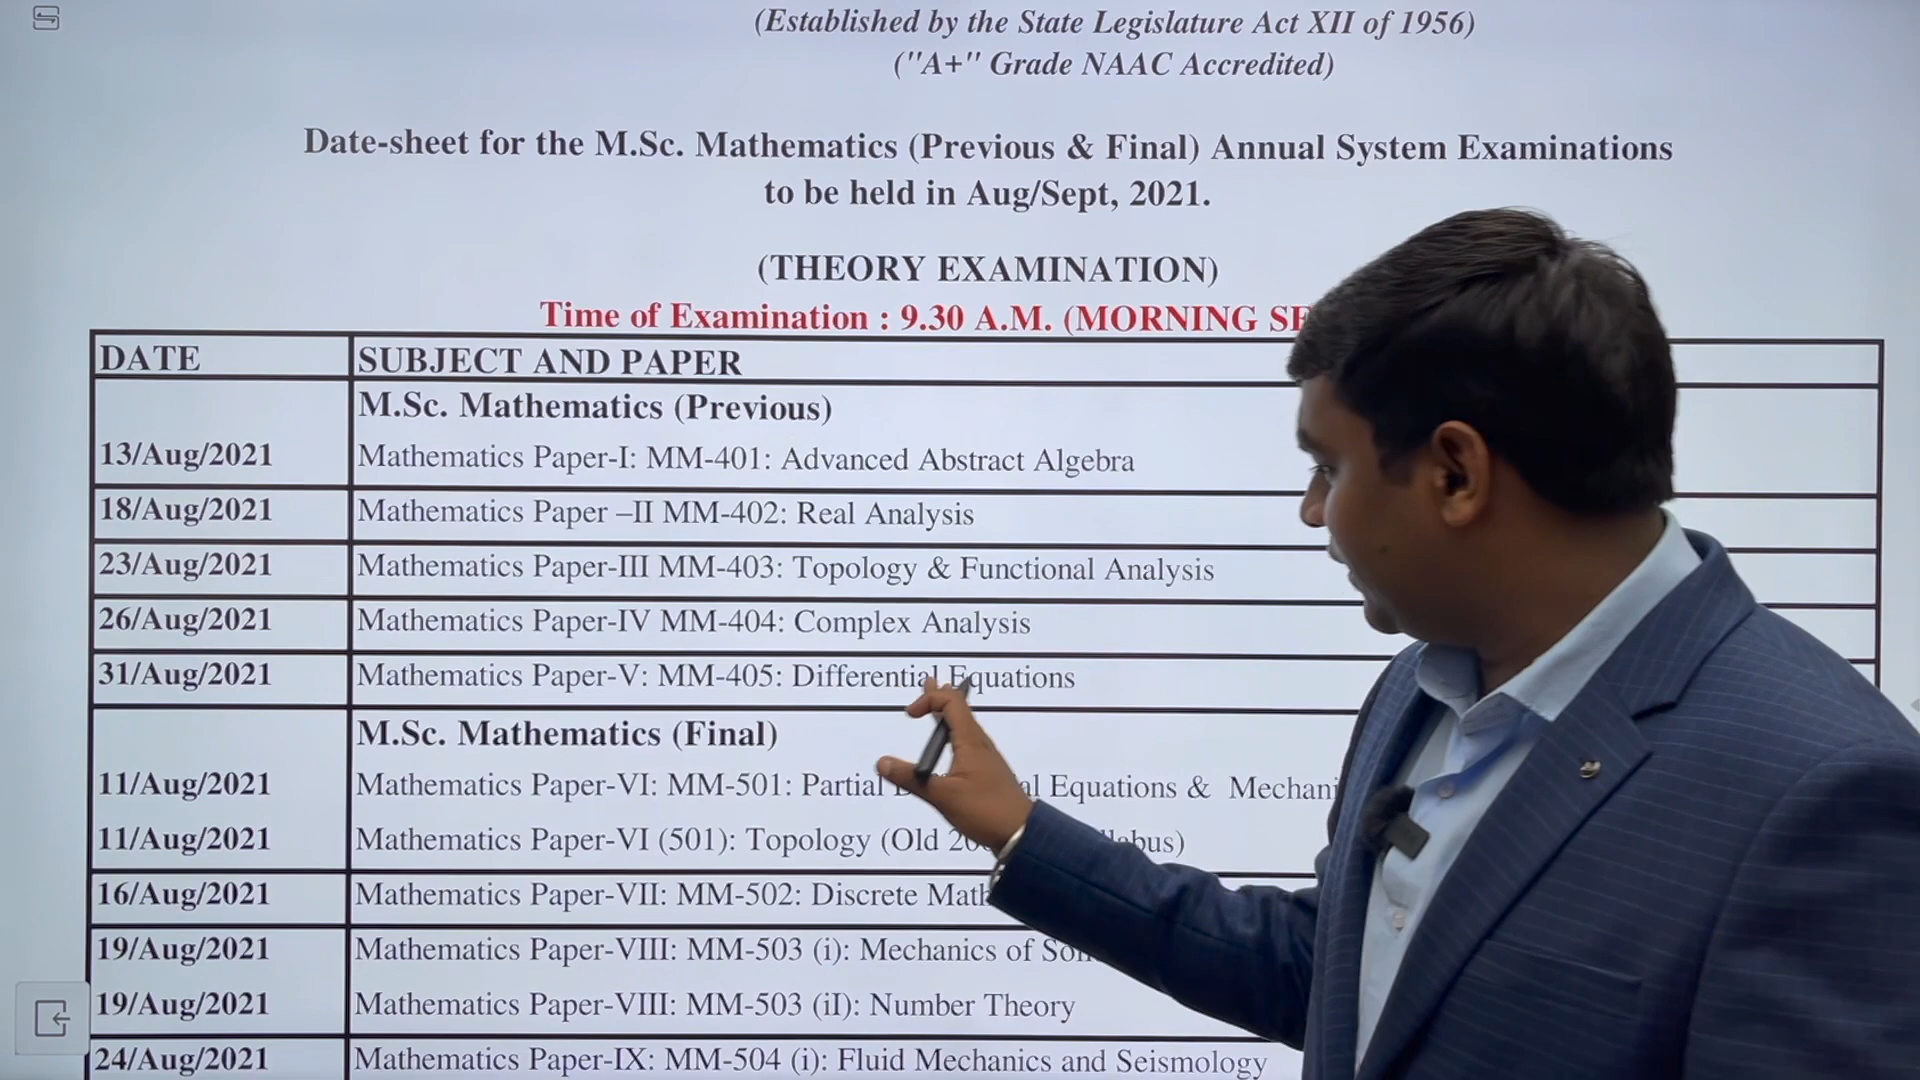 (Established by the State Legislature Act XII of 1956)
("A+" Grade NAAC Accredited)
Date-sheet for the M.Sc. Mathematics (Previous & Final) Annual System Examinations
to be held in Aug/Sept, 2021.
(THEORY EXAMINATION)
Time of Examination : 9.30 A.M. (MORNING
DATE SUBJECT AND PAPER
M.Sc. Mathematics (Previous)
13/Aug/2021 Mathematics Paper-I: MM-401: Advanced Abstract Algebra
18/Aug/2021 Mathematics Paper –II MM-402: Real Analysis
23/Aug/2021 Mathematics Paper-III MM-403: Topology & Functional Analysis
26/Aug/2021 Mathematics Paper-IV MM-404: Complex Analysis
31/Aug/2021 Mathematics Paper-V: MM-405: Differential Equations
M.Sc. Mathematics (Final)
11/Aug/2021 Mathematics Paper-VI: MM-501: Partial Equations &
11/Aug/2021 Mathematics Paper-VI (501): Topology (Old
16/Aug/2021 Mathematics Paper-VII: MM-502: Discrete
19/Aug/2021 Mathematics Paper-VIII: MM-503 (i): Mechanics of
19/Aug/2021 Mathematics Paper-VIII: MM-503 (iI): Number Theory
24/Aug/2021 Mathematics Paper-IX: MM-504 (i): Fluid Mechanics and Seismology